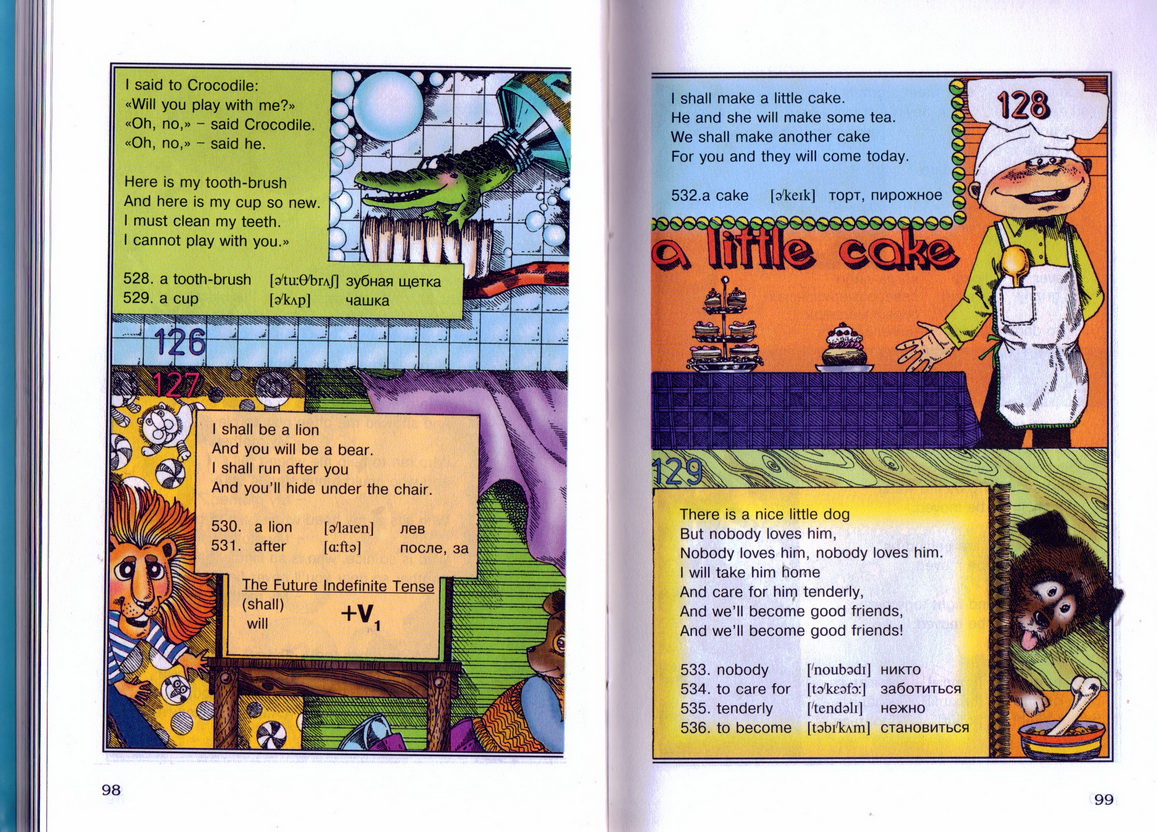 I said to Crocodile:
«Will you play with me?»
«Oh, no,» – said Crocodile.
«Oh, no,» – said he.
Here is my tooth-brush
And here is my cup so new.
I must clean my teeth.
I cannot play with you.»
528. a tooth-brush [ə'tu:Θ'brʌʃ] зубная щетка
529. a cup [ə'kʌp] чашка
126
127
I shall be a lion
And you will be a bear.
I shall run after you
And you'll hide under the chair.
530. a lion [ə'laıen] лев
531. after [ɑ:ftə] после, за
The Future Indefinite Tense
(shall)
will +V1
98
I shall make a little cake.
He and she will make some tea.
We shall make another cake
For you and they will come today.
532.a cake [ə'keık] торт, пирожное
128
a little cake
129
There is a nice little dog
But nobody loves him,
Nobody loves him, nobody loves him.
I will take him home
And care for him tenderly,
And we'll become good friends,
And we'll become good friends!
533. nobody ['noubədı] никто
534. to care for [tə'kɛəfɔ:] заботиться
535. tenderly ['tendəlı] нежно
536. to become [təbı'kʌm] становиться
99